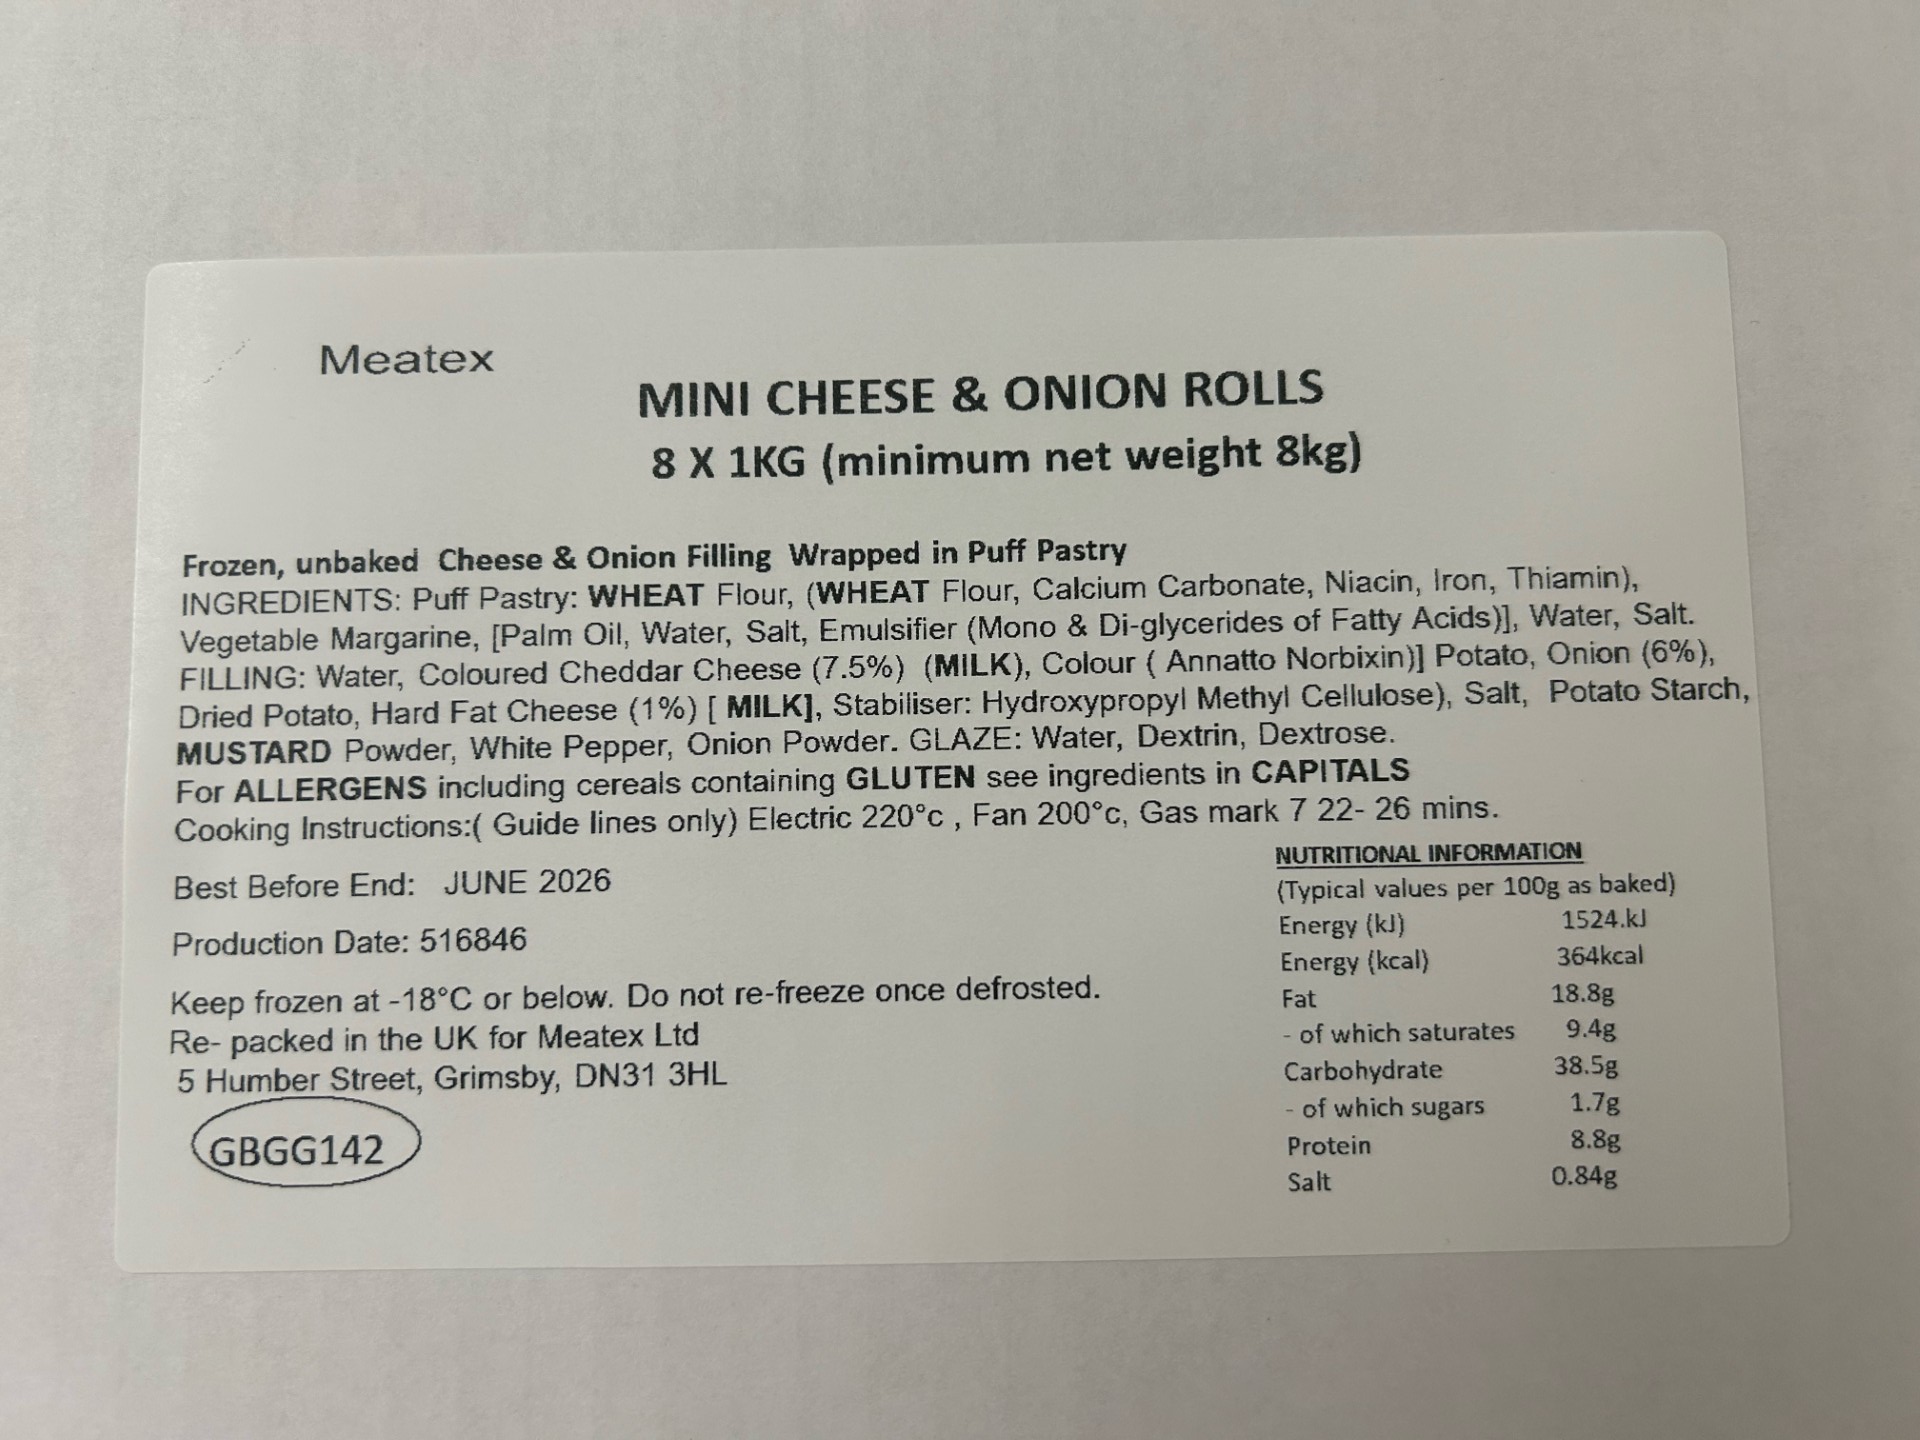 Meatex
MINI CHEESE & ONION ROLLS
8 X 1KG (minimum net weight 8kg)
Frozen, unbaked Cheese & Onion Filling Wrapped in Puff Pastry
INGREDIENTS: Puff Pastry: WHEAT Flour, (WHEAT Flour, Calcium Carbonate, Niacin, Iron, Thiamin),
Vegetable Margarine, [Palm Oil, Water, Salt, Emulsifier (Mono & Di-glycerides of Fatty Acids)], Water, Salt.
FILLING: Water, Coloured Cheddar Cheese (7.5%) (MILK), Colour ( Annatto Norbixin)] Potato, Onion (6%),
Dried Potato, Hard Fat Cheese (1%) [ MILK], Stabiliser: Hydroxypropyl Methyl Cellulose), Salt, Potato Starch,
MUSTARD Powder, White Pepper, Onion Powder. GLAZE: Water, Dextrin, Dextrose.
For ALLERGENS including cereals containing GLUTEN see ingredients in CAPITALS
Cooking Instructions:( Guide lines only) Electric 220°c , Fan 200°c, Gas mark 7 22- 26 mins.
Best Before End: JUNE 2026
Production Date: 516846
Keep frozen at -18°C or below. Do not re-freeze once defrosted.
Re- packed in the UK for Meatex Ltd
5 Humber Street, Grimsby, DN31 3HL
GBGG142
NUTRITIONAL INFORMATION
(Typical values per 100g as baked)
Energy (kJ) 1524.kJ
Energy (kcal) 364kcal
Fat 18.8g
- of which saturates 9.4g
Carbohydrate 38.5g
- of which sugars 1.7g
Protein 8.8g
Salt 0.84g